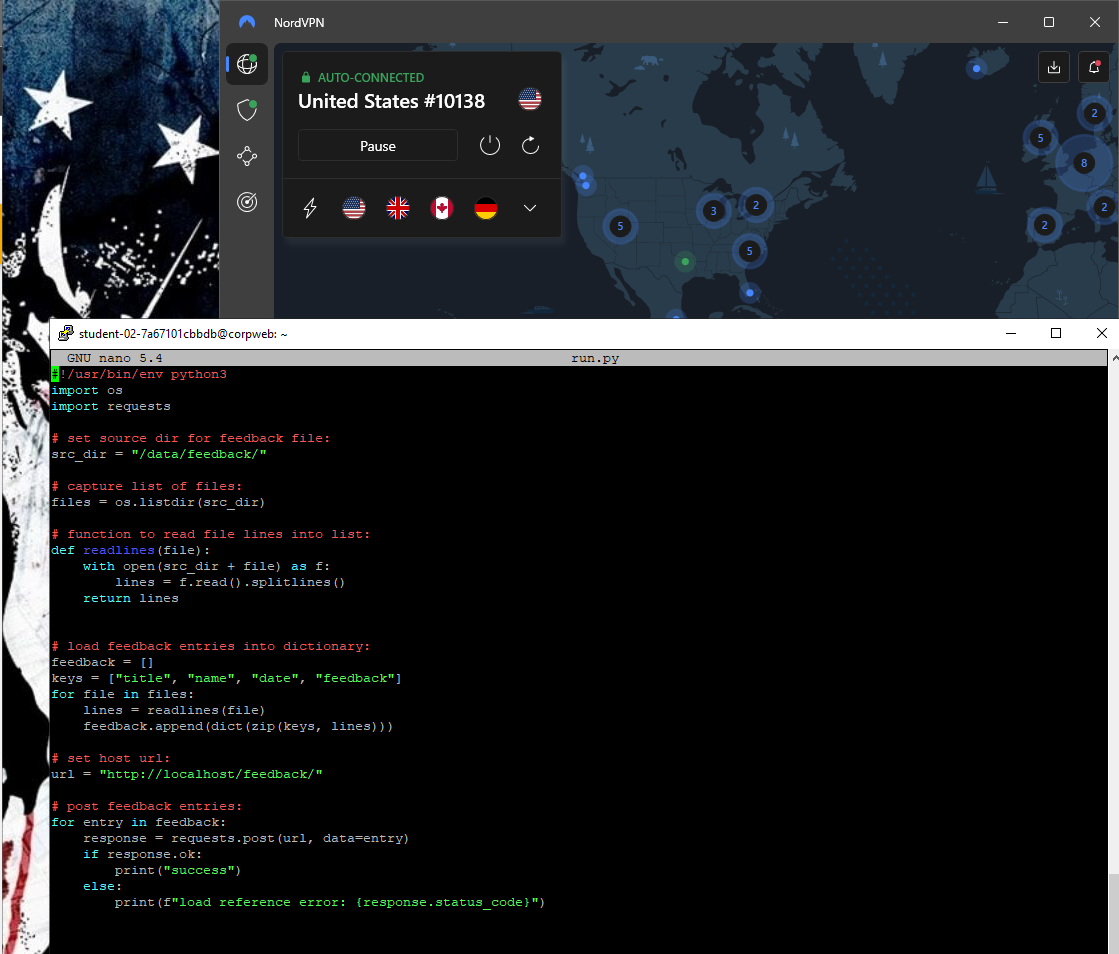 NordVPN
AUTO-CONNECTED
United States #10138
Pause
5
3
2
5
5
8
2
2
2
student-02-7a67101cbbdb@corpweb: ~
GNU nano 5.4 run.py
#!/usr/bin/env python3
import os
import requests
# set source dir for feedback file:
src_dir = "/data/feedback/"
# capture list of files:
files = os.listdir(src_dir)
# function to read file lines into list:
def readlines(file):
    with open(src_dir + file) as f:
        lines = f.read().splitlines()
    return lines
# load feedback entries into dictionary:
feedback = []
keys = ["title", "name", "date", "feedback"]
for file in files:
    lines = readlines(file)
    feedback.append(dict(zip(keys, lines)))
# set host url:
url = "http://localhost/feedback/"
# post feedback entries:
for entry in feedback:
    response = requests.post(url, data=entry)
    if response.ok:
        print("success")
    else:
        print(f"load reference error: {response.status_code}")